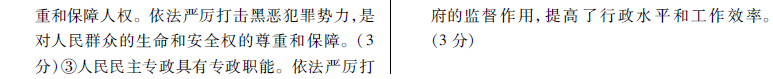 重和保障人权。依法严厉打击黑恶犯罪势力,是
对人民群众的生命和安全权的尊重和保障。(3
分)③人民民主专政具有专政职能。依法严厉打
府的监督作用,提高了行政水平和工作效率。
(3 分)